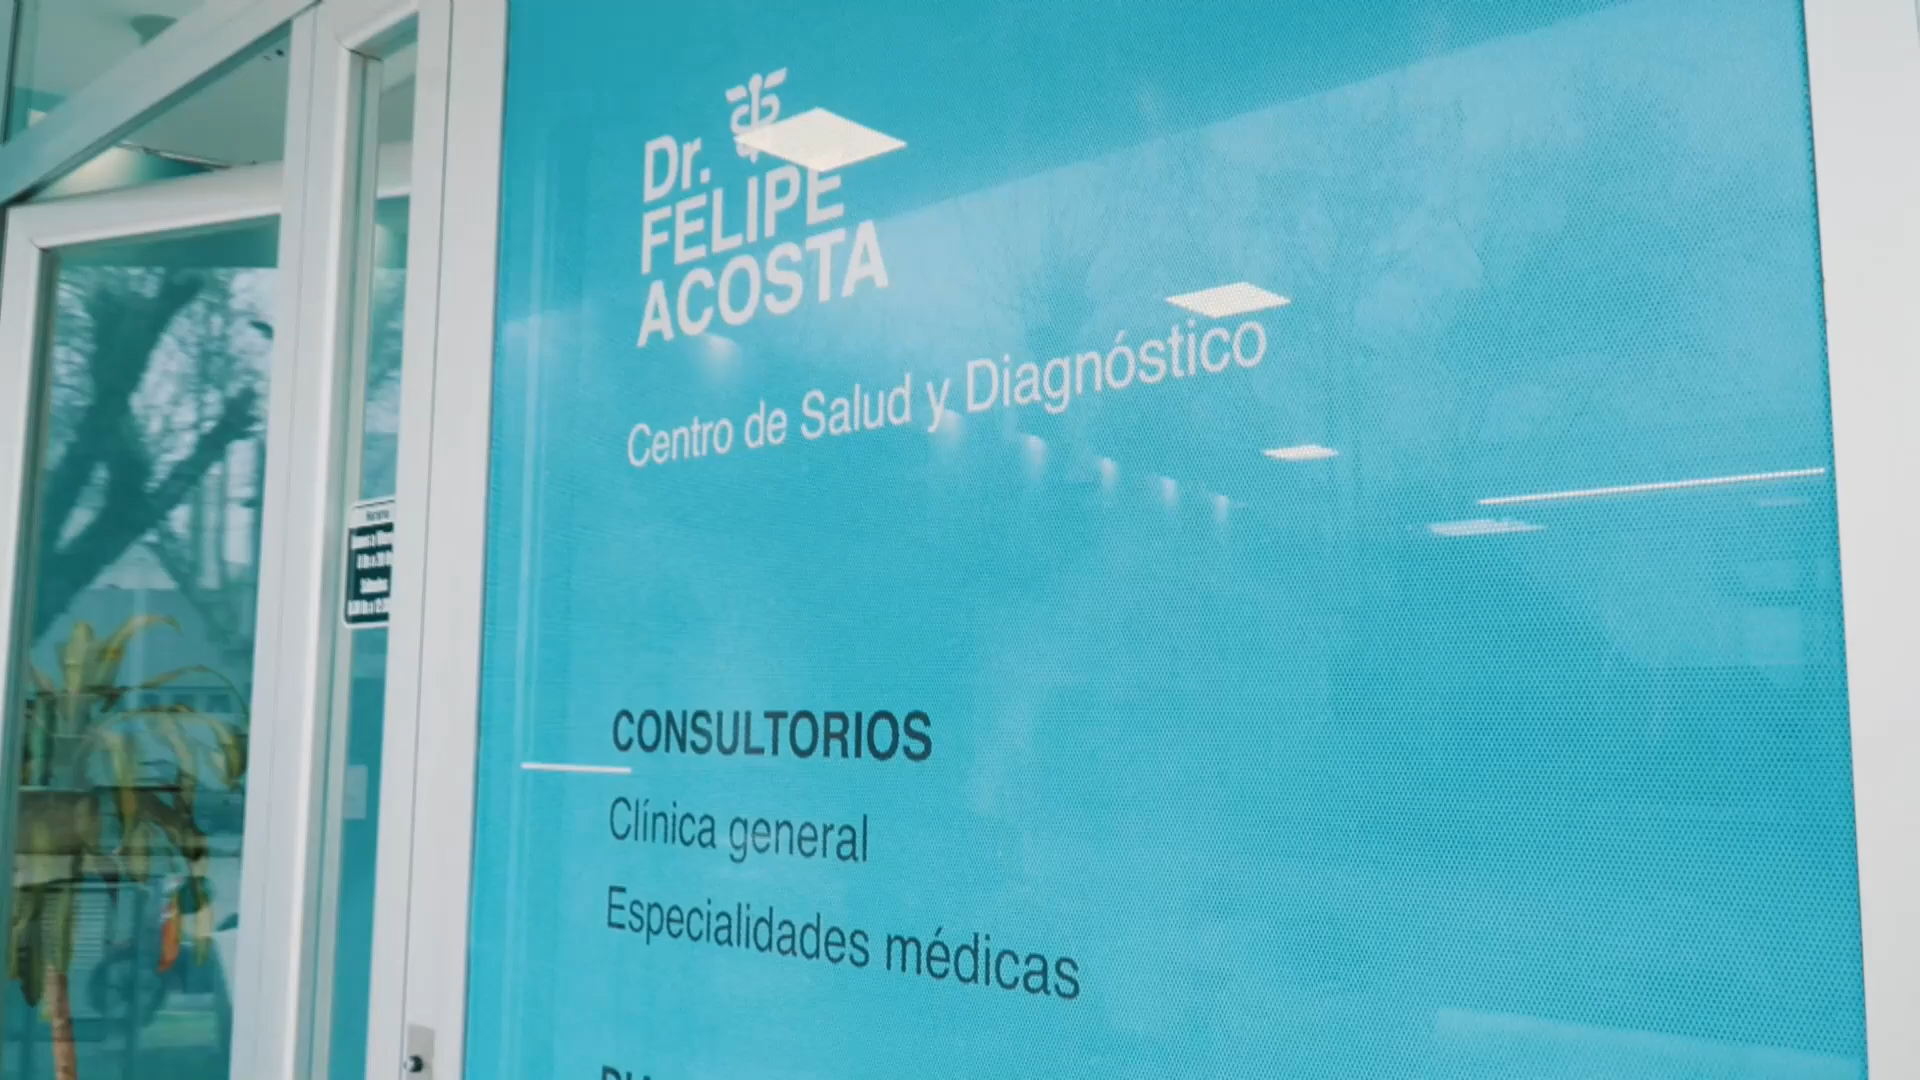 Dr.
FELIPE
ACOSTA
Centro de Salud y Diagnóstico
CONSULTORIOS
Clínica general
Especialidades médicas